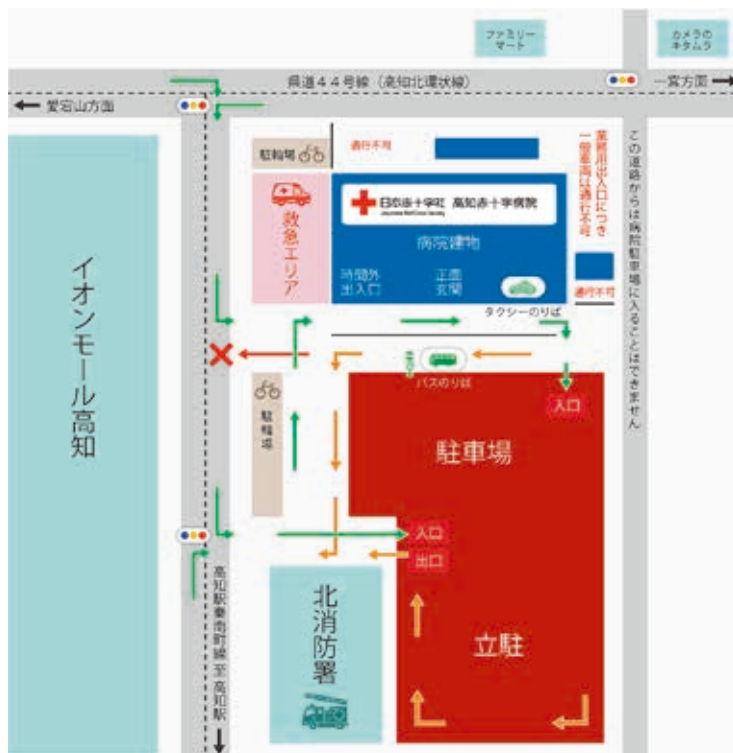 ファミリー
マート
カメラの
キタムラ
県道44号線(高知北環状線)
一宮方面
愛宕山方面
駐輪場
通行不可
業務用出入口につき
一般車両は通行不可
この道路からは病院駐車場に入ることはできません
救急エリア
日本赤十字社 高知赤十字病院
Japanese Red Cross Society
病院建物
時間外
出入口
正面
玄関
通行不可
タクシーのりば
イオンモール高知
バスのりば
入口
駐輪場
駐車場
入口
出口
北消防署
立駐
高知駅秦南町線 至 高知駅